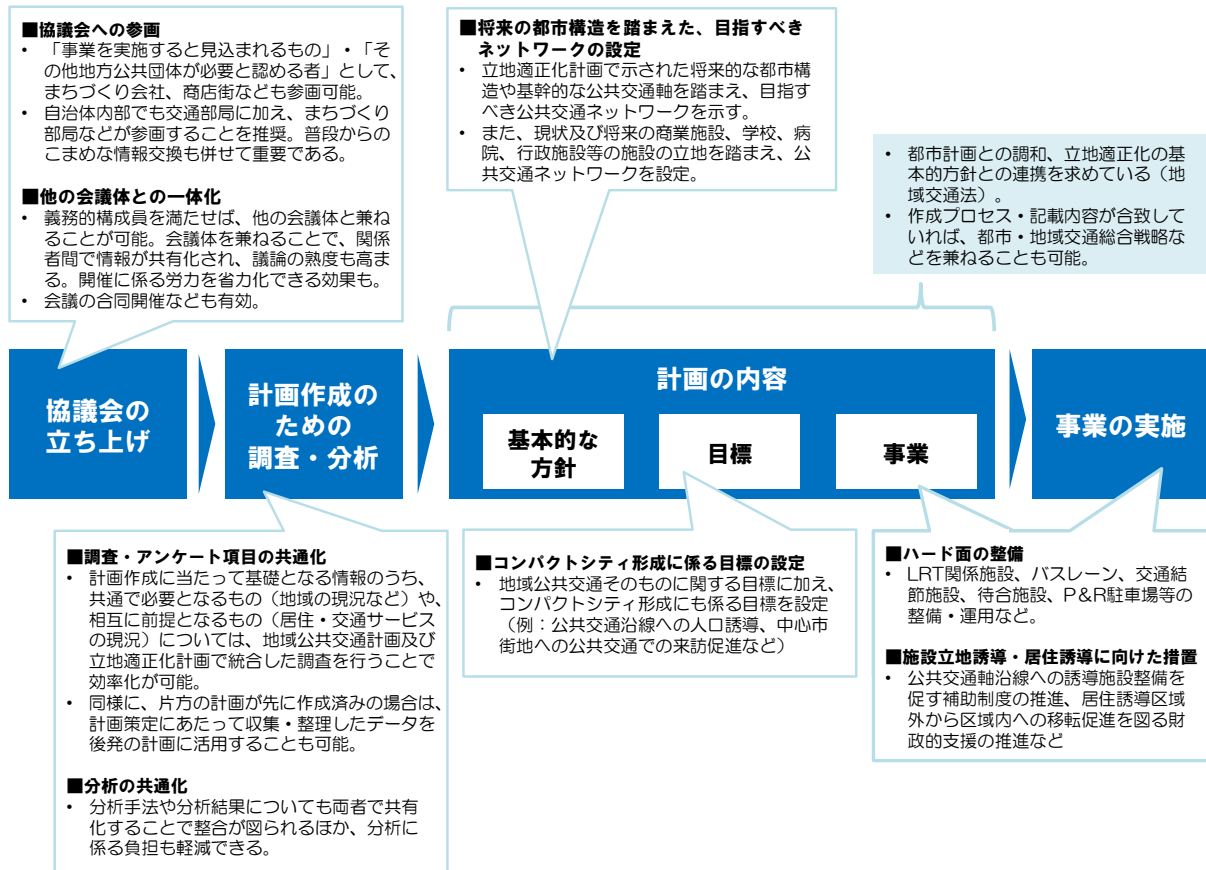 ■協議会への参画
• 「事業を実施すると見込まれるもの」・「そ
の他地方公共団体が必要と認める者」として、
まちづくり会社、商店街なども参画可能。
• 自治体内部でも交通部局に加え、まちづくり
部局などが参画することを推奨。普段からの
こまめな情報交換も併せて重要である。
■他の会議体との一体化
• 義務的構成員を満たせば、他の会議体と兼ね
ることが可能。会議体を兼ねることで、関係
者間で情報が共有化され、議論の熟度も高ま
る。開催に係る労力を省力化できる効果も。
• 会議の合同開催なども有効。
■将来の都市構造を踏まえた、目指すべき
ネットワークの設定
• 立地適正化計画で示された将来的な都市構
造や基幹的な公共交通軸を踏まえ、目指す
べき公共交通ネットワークを示す。
• また、現状及び将来の商業施設、学校、病
院、行政施設等の施設の立地を踏まえ、公
共交通ネットワークを設定。
• 都市計画との調和、立地適正化の基
本的方針との連携を求めている（地
域交通法）。
• 作成プロセス・記載内容が合致して
いれば、都市・地域交通総合戦略な
どを兼ねることも可能。
協議会の
立ち上げ
計画作成の
ための
調査・分析
計画の内容
基本的な
方針
目標
事業
事業の実施
■調査・アンケート項目の共通化
• 計画作成に当たって基礎となる情報のうち、
共通で必要となるもの（地域の現況など）や、
相互に前提となるもの（居住・交通サービス
の現況）については、地域公共交通計画及び
立地適正化計画で統合した調査を行うことで
効率化が可能。
• 同様に、片方の計画が先に作成済みの場合は、
計画策定にあたって収集・整理したデータを
後発の計画に活用することも可能。
■分析の共通化
• 分析手法や分析結果についても両者で共有
化することで整合が図られるほか、分析に
係る負担も軽減できる。
■コンパクトシティ形成に係る目標の設定
• 地域公共交通そのものに関する目標に加え、
コンパクトシティ形成にも係る目標を設定
（例：公共交通沿線への人口誘導、中心市
街地への公共交通での来訪促進など）
■ハード面の整備
• LRT関係施設、バスレーン、交通結
節施設、待合施設、P&R駐車場等の
整備・運用など。
■施設立地誘導・居住誘導に向けた措置
• 公共交通軸沿線への誘導施設整備を
促す補助制度の推進、居住誘導区域
外から区域内への移転促進を図る財
政的支援の推進など